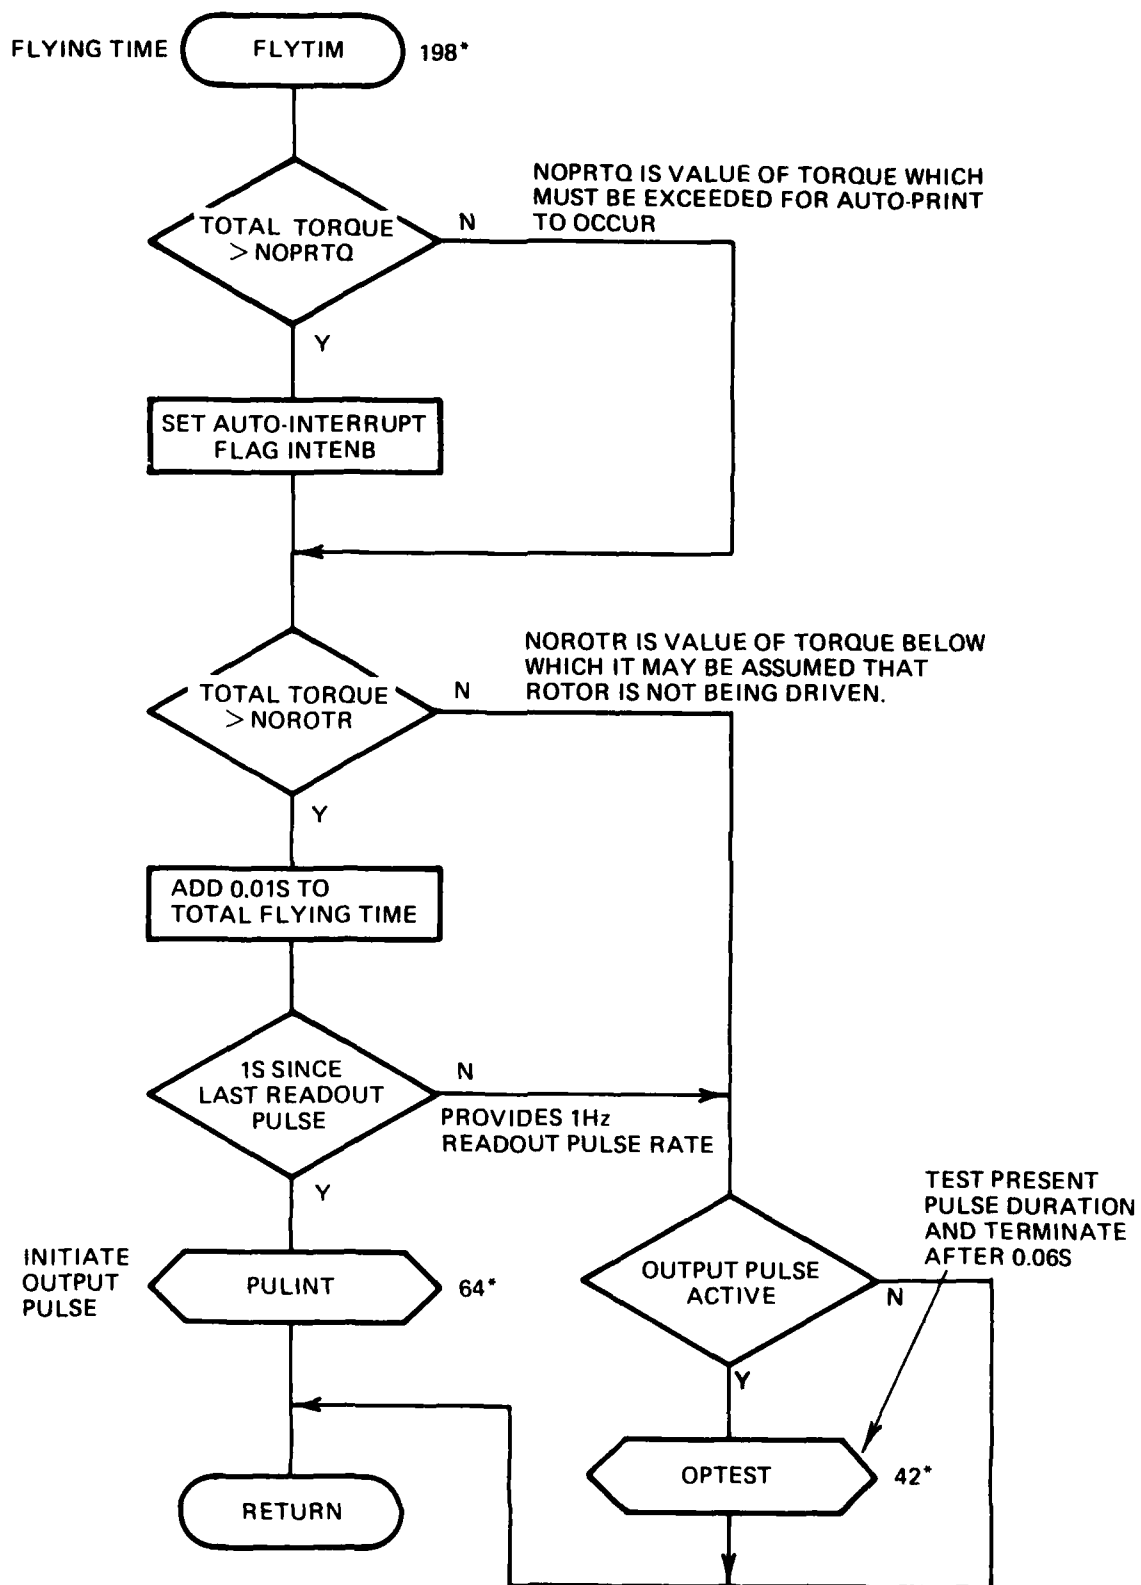 FLYING TIME
FLYTIM
198*
NOPRTQ IS VALUE OF TORQUE WHICH
MUST BE EXCEEDED FOR AUTO-PRINT
TO OCCUR
TOTAL TORQUE
> NOPRTQ
N
Y
SET AUTO-INTERRUPT
FLAG INTENB
NOROTR IS VALUE OF TORQUE BELOW
WHICH IT MAY BE ASSUMED THAT
ROTOR IS NOT BEING DRIVEN.
TOTAL TORQUE
> NOROTR
N
Y
ADD 0.01S TO
TOTAL FLYING TIME
1S SINCE
LAST READOUT
PULSE
N
PROVIDES 1Hz
READOUT PULSE RATE
Y
TEST PRESENT
PULSE DURATION
AND TERMINATE
AFTER 0.06S
INITIATE
OUTPUT
PULSE
PULINT
64*
OUTPUT PULSE
ACTIVE
N
Y
OPTEST
42*
RETURN